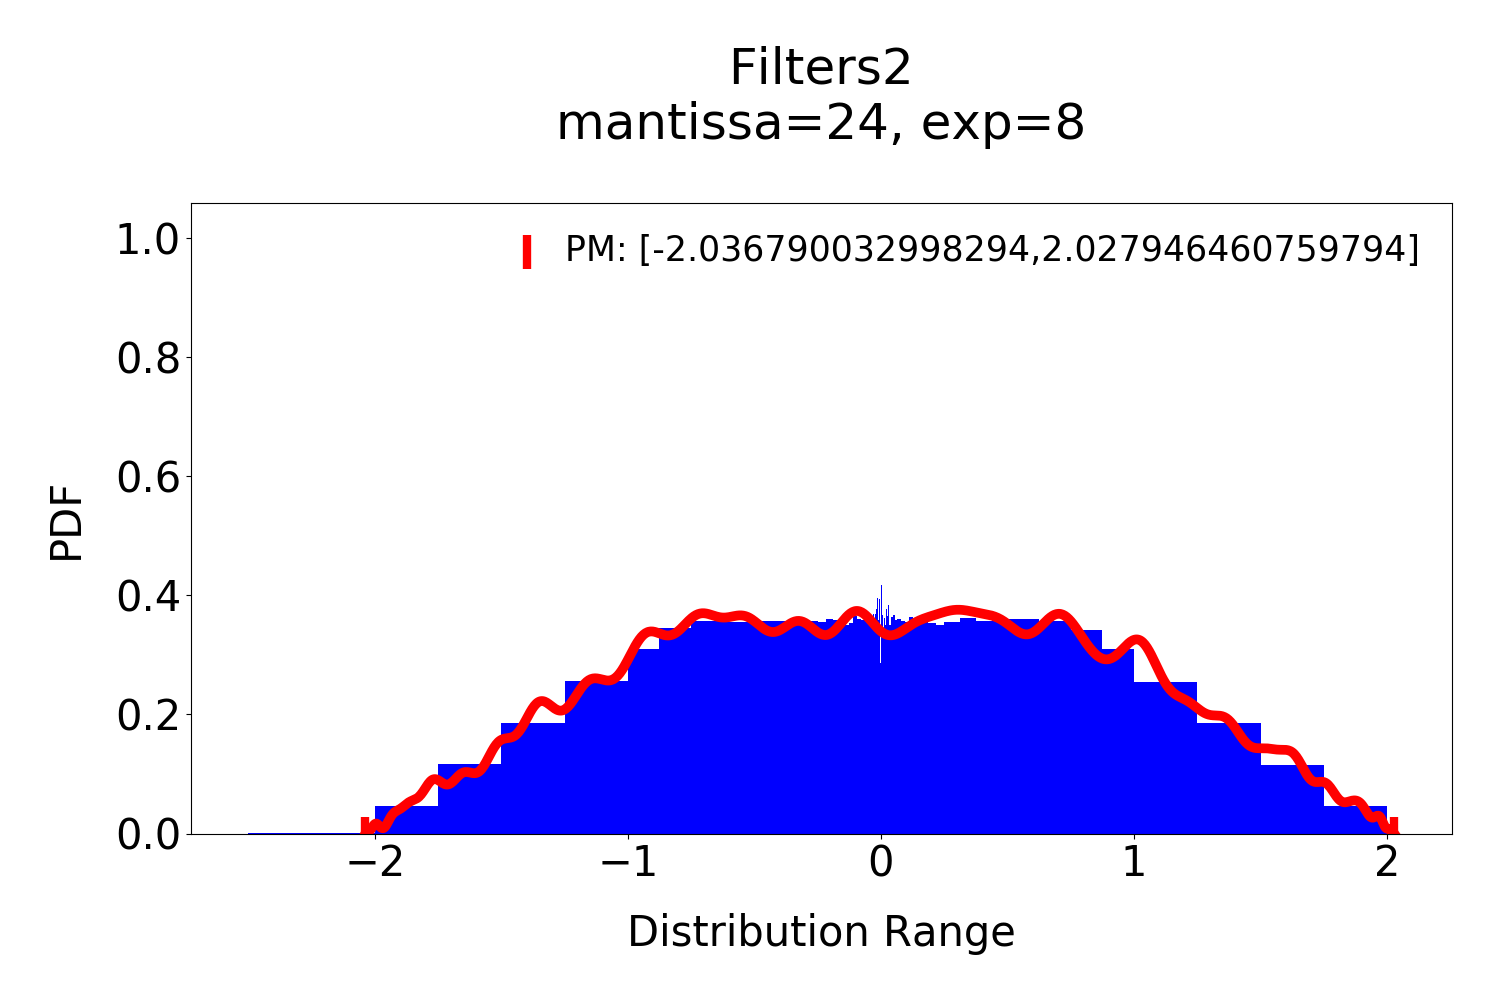 Filters2
mantissa=24, exp=8
PM: [-2.036790032998294,2.027946460759794]
1.0
0.8
0.6
0.4
0.2
0.0
PDF
−2 −1 0 1 2
Distribution Range